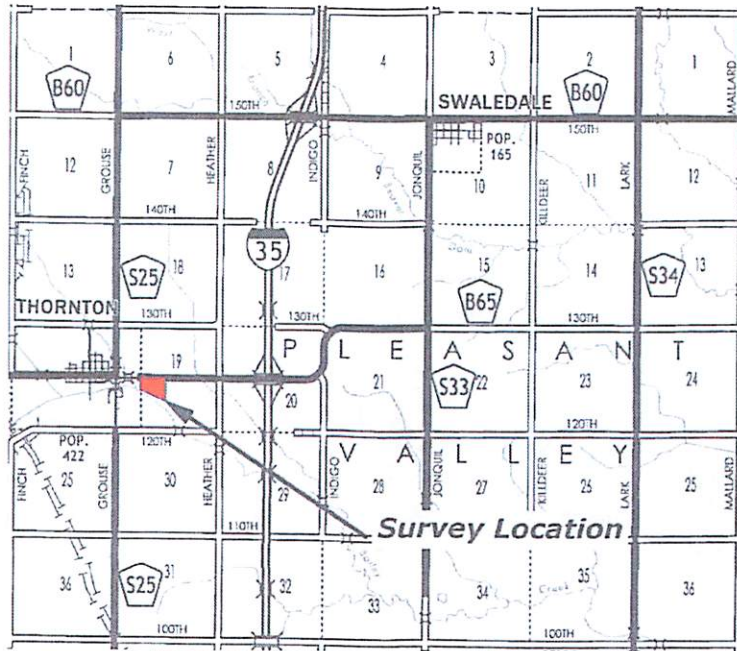 1 6 5 4 3 2 1
B60 B60
MALLARD
150TH SWALEDALE 150TH
POP.
165
FINCH 12 GROUSE 7 HEATHER 8 INDIGO 9 JONQUIL 10 KILLDEER 11 LARK 12
140TH 140TH
35
13 S25 18 17 16 15 14 S34 13
B65
THORNTON 130TH 130TH 130TH
PLEASANT
19 20 21 S33 22 23 24
120TH 120TH
POP.
422
VALLEY
FINCH 25 GROUSE 30 HEATHER 29 INDIGO 28 JONQUIL 27 KILLDEER 26 LARK 25 MALLARD
110TH
Survey Location
36 S25 31 32 33 34 Creek 35 36
100TH 100TH